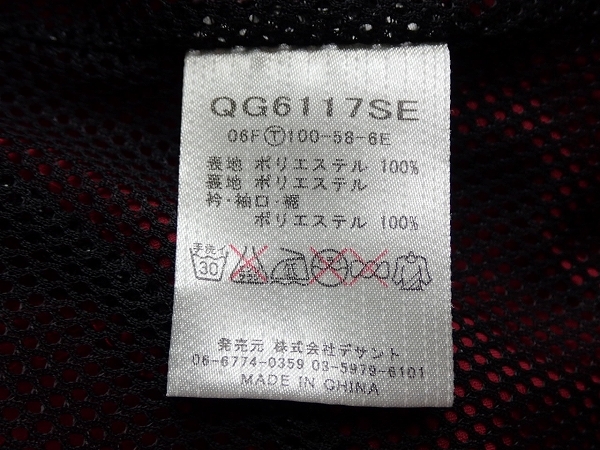 QG6117SE
06FⓉ100-58-6E
表地 ポリエステル 100%
裏地 ポリエステル
衿・袖口・裾
ポリエステル 100%
手洗イ
30
発売元 株式会社デサント
06-6774-0359 03-5979-6101
MADE IN CHINA